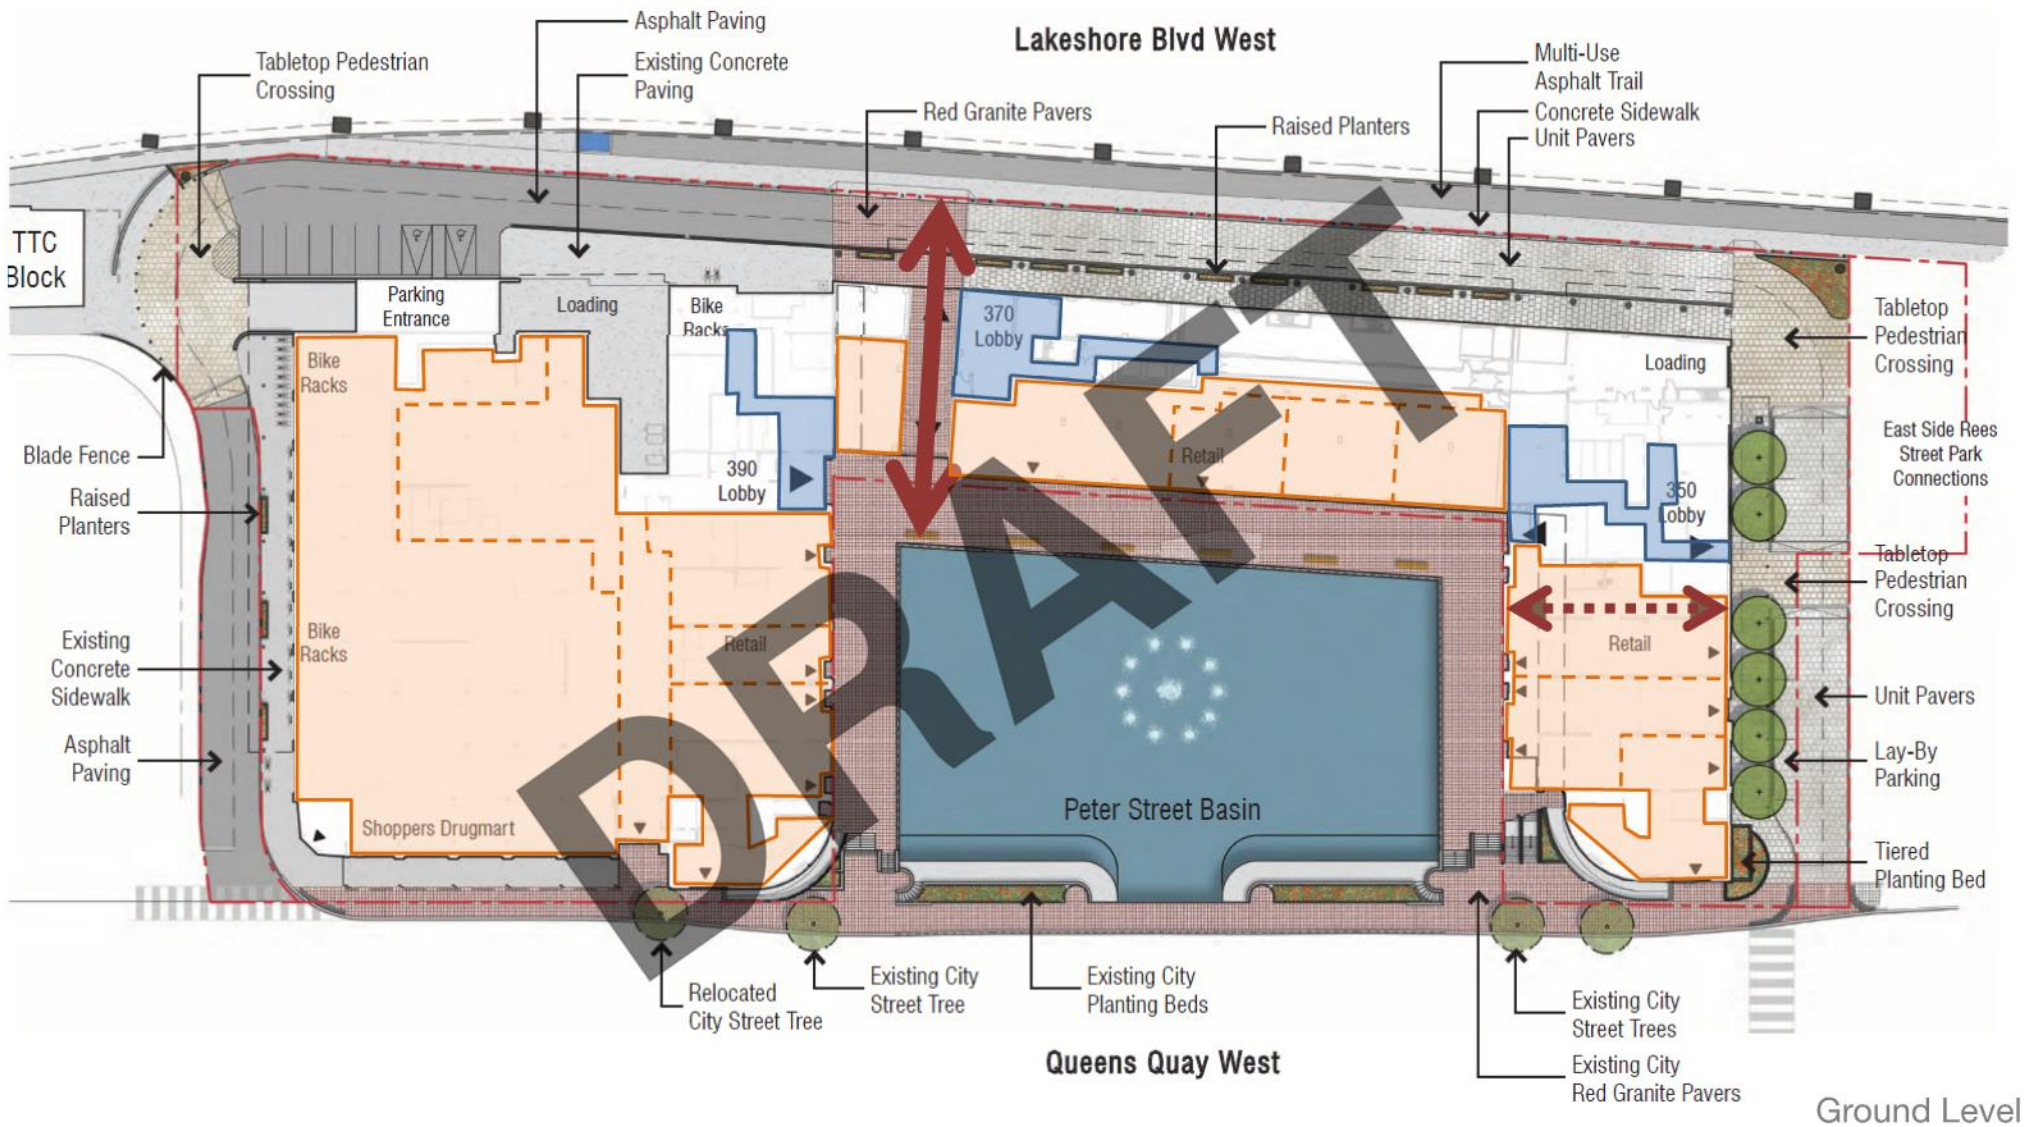 Asphalt Paving
Lakeshore Blvd West
Tabletop Pedestrian
Crossing
Existing Concrete
Paving
Multi-Use
Asphalt Trail
Red Granite Pavers
Concrete Sidewalk
Raised Planters
Unit Pavers
TTC
Block
Parking
Entrance
Loading
Bike
Racks
370
Lobby
Tabletop
Pedestrian
Crossing
Bike
Racks
Loading
Blade Fence
390
Lobby
Retail
East Side Rees
Street Park
Connections
Raised
Planters
350
Lobby
Tabletop
Pedestrian
Crossing
Existing
Concrete
Sidewalk
Bike
Racks
Retail
Retail
Unit Pavers
Asphalt
Paving
Lay-By
Parking
Peter Street Basin
Shoppers Drugmart
Tiered
Planting Bed
DRAFT
Relocated
City Street Tree
Existing City
Street Tree
Existing City
Planting Beds
Existing City
Street Trees
Queens Quay West
Existing City
Red Granite Pavers
Ground Level